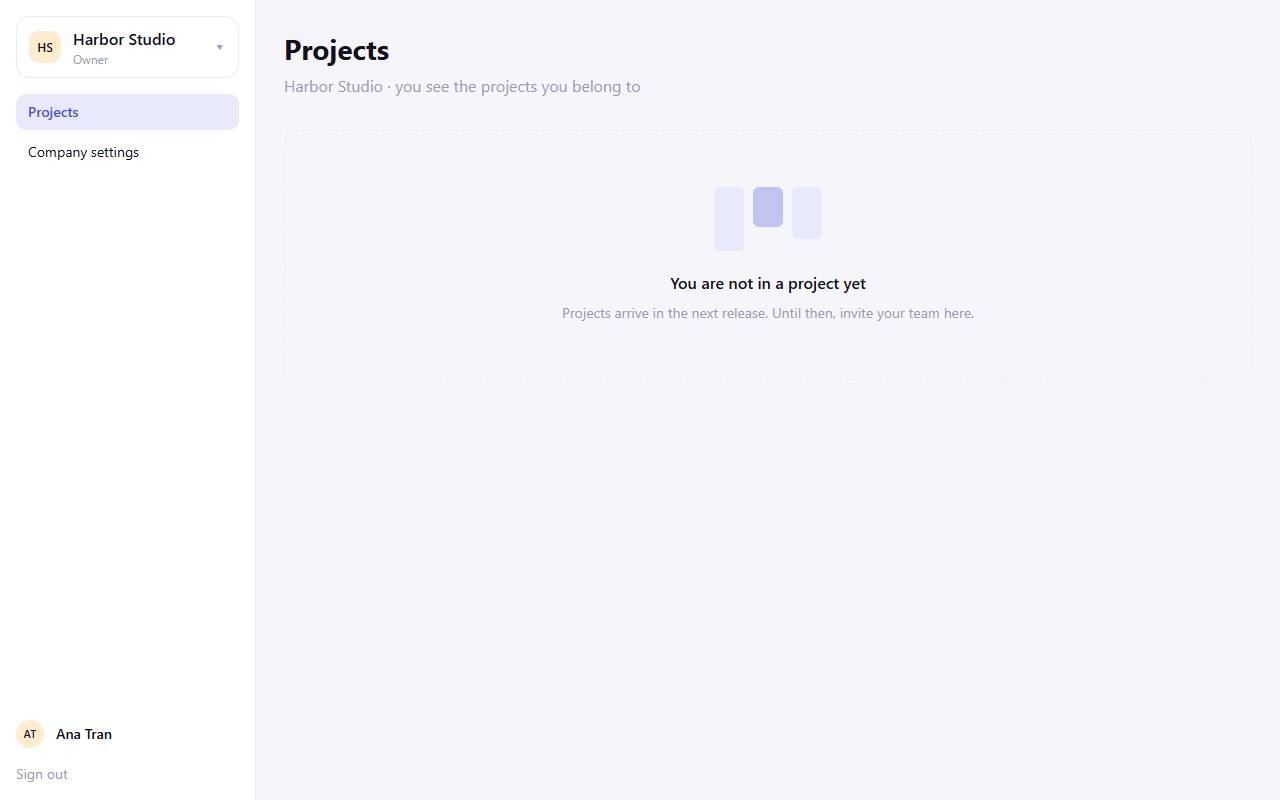 HS
Harbor Studio
Owner
Projects
Company settings
AT
Ana Tran
Sign out
Projects
Harbor Studio · you see the projects you belong to
You are not in a project yet
Projects arrive in the next release. Until then, invite your team here.